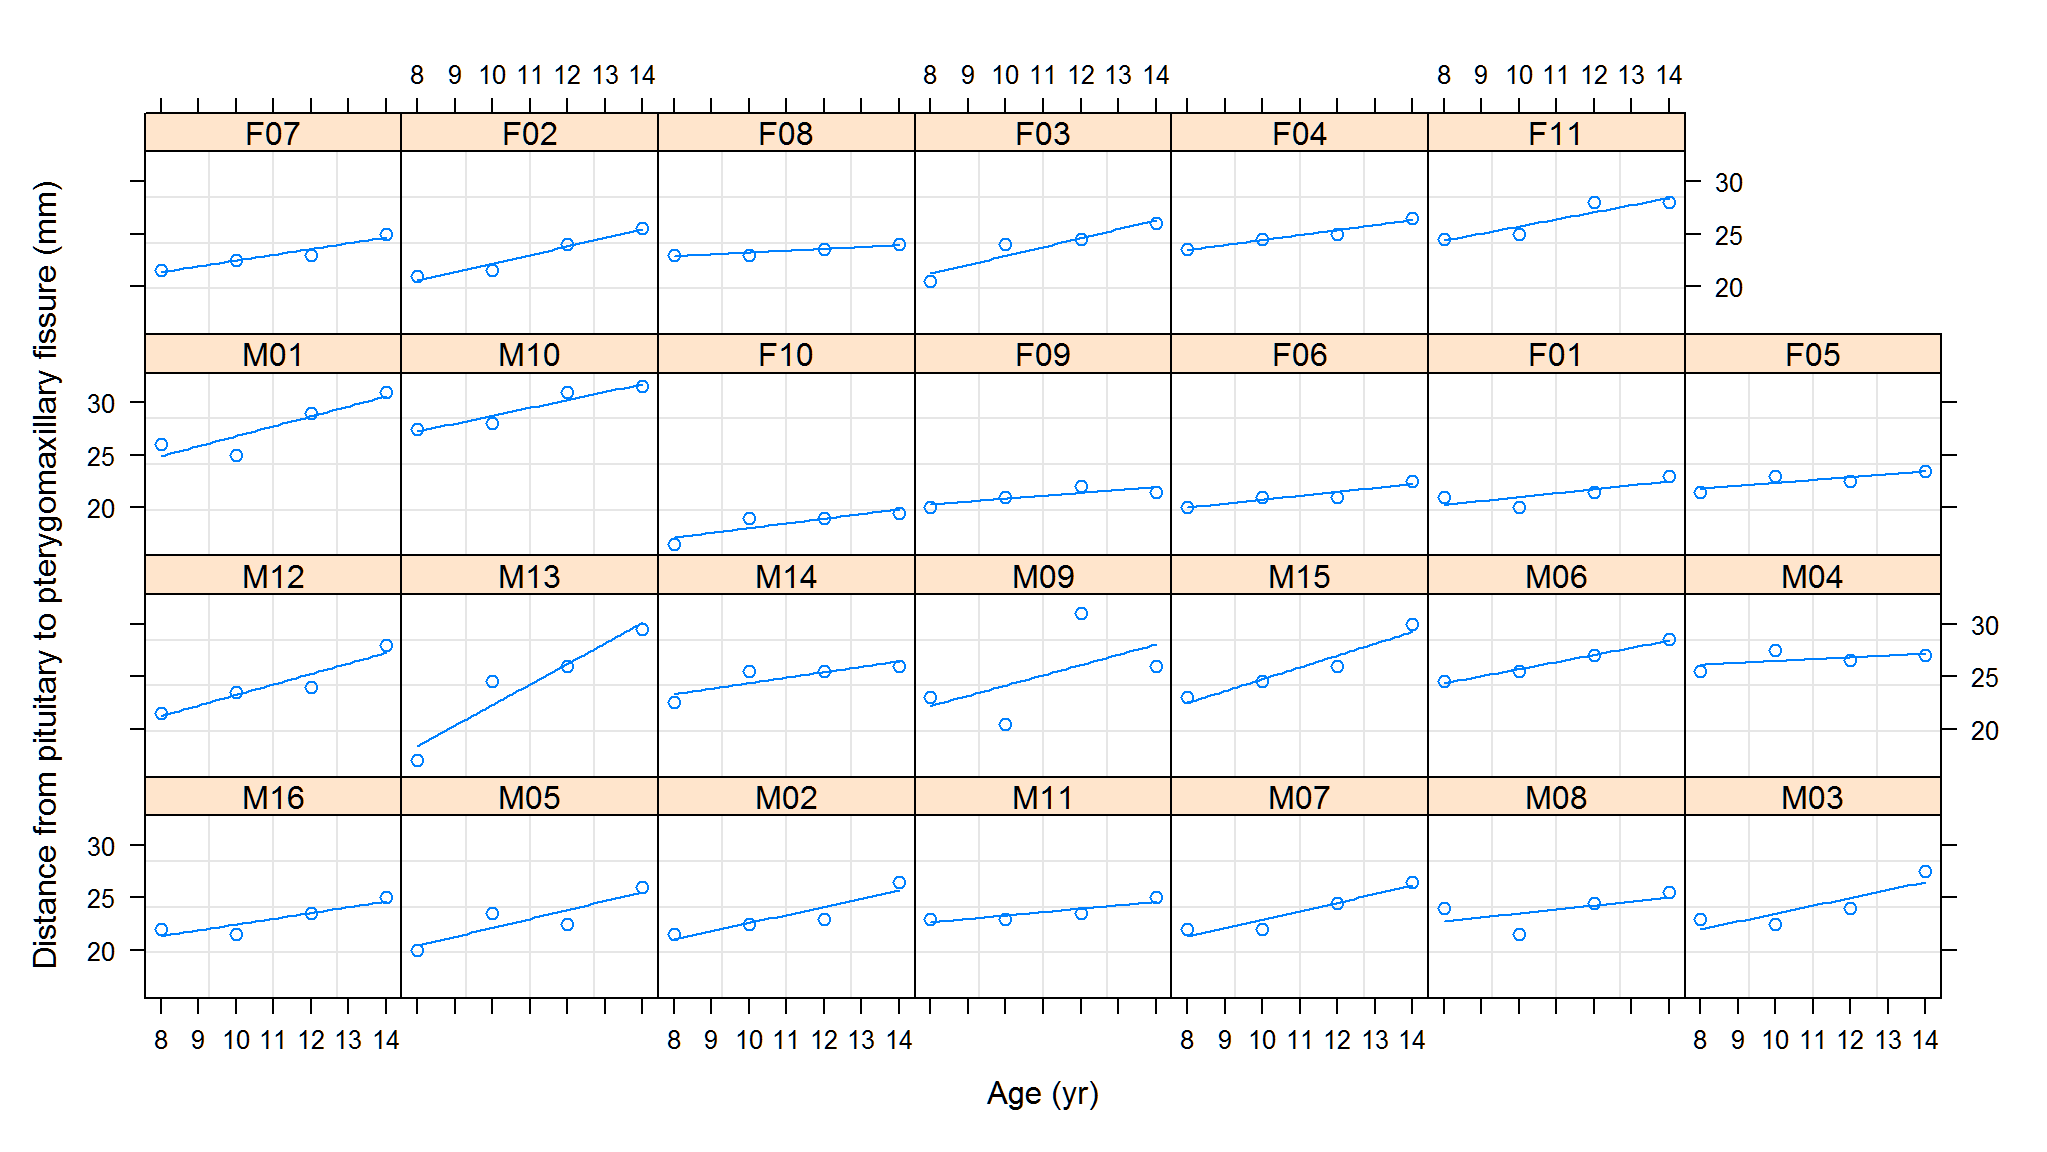 8 9 10 11 12 13 14 8 9 10 11 12 13 14 8 9 10 11 12 13 14
F07 F02 F08 F03 F04 F11
30
25
20
M01 M10 F10 F09 F06 F01 F05
30
25
20
M12 M13 M14 M09 M15 M06 M04
30
25
20
M16 M05 M02 M11 M07 M08 M03
30
25
20
8 9 10 11 12 13 14 8 9 10 11 12 13 14 8 9 10 11 12 13 14 8 9 10 11 12 13 14
Age (yr)
Distance from pituitary to pterygomaxillary fissure (mm)